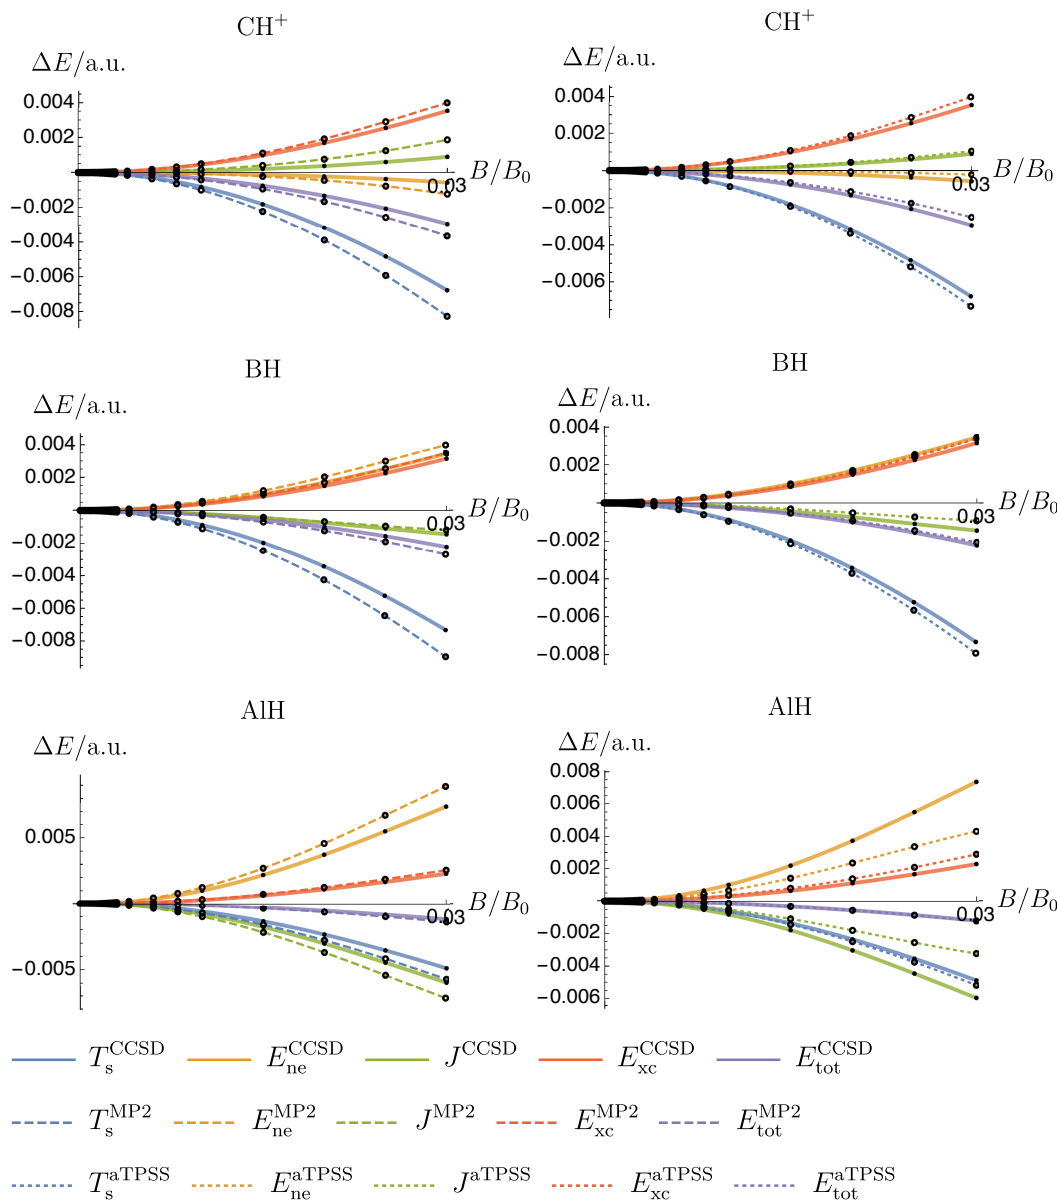 CH⁺ CH⁺
ΔE/a.u. ΔE/a.u.
0.004 0.004
0.002 0.002
B/B₀ B/B₀
0.03 0.03
−0.002 −0.002
−0.004 −0.004
−0.006 −0.006
−0.008
BH BH
ΔE/a.u. ΔE/a.u.
0.004 0.004
0.002 0.002
B/B₀ B/B₀
0.03 0.03
−0.002 −0.002
−0.004 −0.004
−0.006 −0.006
−0.008 −0.008
AlH AlH
ΔE/a.u. ΔE/a.u.
0.008
0.005 0.006
0.004
0.002
B/B₀ B/B₀
0.03 0.03
−0.002
−0.005 −0.004
−0.006
T_s^CCSD E_ne^CCSD J^CCSD E_xc^CCSD E_tot^CCSD
T_s^MP2 E_ne^MP2 J^MP2 E_xc^MP2 E_tot^MP2
T_s^aTPSS E_ne^aTPSS J^aTPSS E_xc^aTPSS E_tot^aTPSS